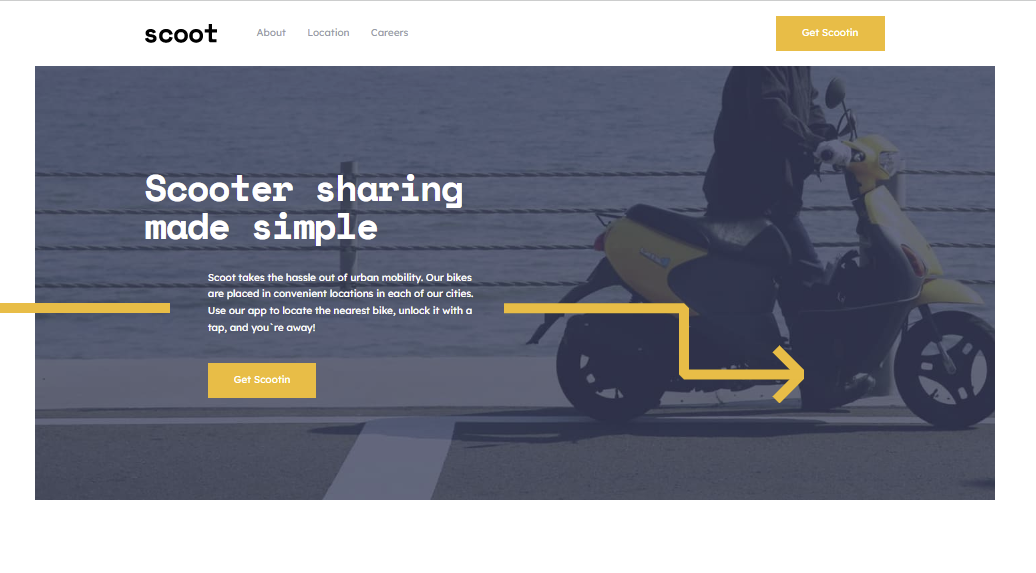 scoot
About
Location
Careers
Get Scootin
Scooter sharing
made simple
Scoot takes the hassle out of urban mobility. Our bikes
are placed in convenient locations in each of our cities.
Use our app to locate the nearest bike, unlock it with a
tap, and you`re away!
Get Scootin